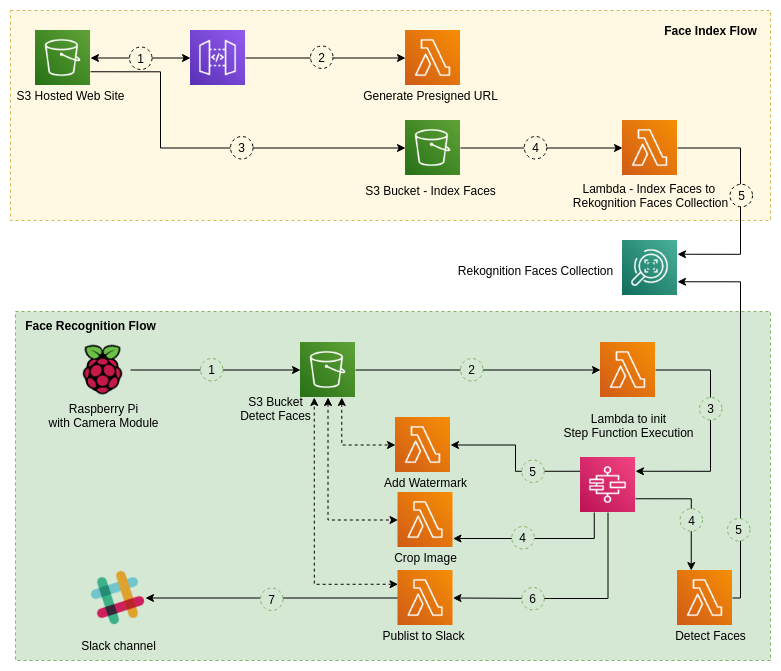 Face Index Flow
1
2
S3 Hosted Web Site
</>
Generate Presigned URL
3
4
S3 Bucket - Index Faces
Lambda - Index Faces to
Rekognition Faces Collection
5
Rekognition Faces Collection
Face Recognition Flow
1
2
Raspberry Pi
with Camera Module
S3 Bucket
Detect Faces
Lambda to init
Step Function Execution
3
5
Add Watermark
4
4
5
Crop Image
6
7
Publist to Slack
Detect Faces
Slack channel